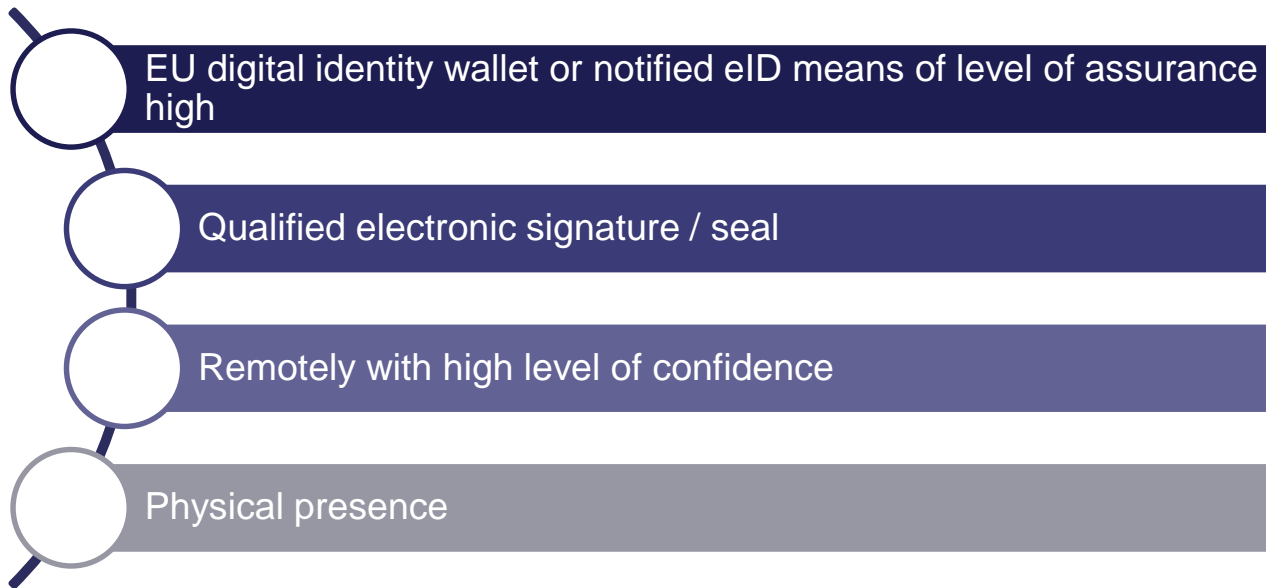 EU digital identity wallet or notified eID means of level of assurance
high
Qualified electronic signature / seal
Remotely with high level of confidence
Physical presence